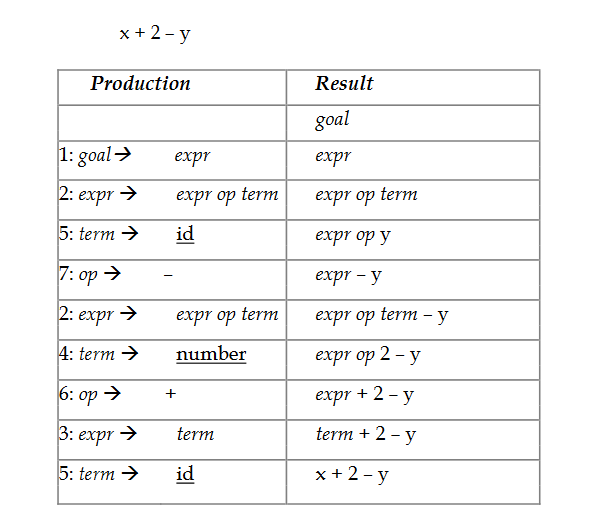 x + 2 – y
Production Result
goal
1: goal → expr expr
2: expr → expr op term expr op term
5: term → id expr op y
7: op → – expr – y
2: expr → expr op term expr op term – y
4: term → number expr op 2 – y
6: op → + expr + 2 – y
3: expr → term term + 2 – y
5: term → id x + 2 – y